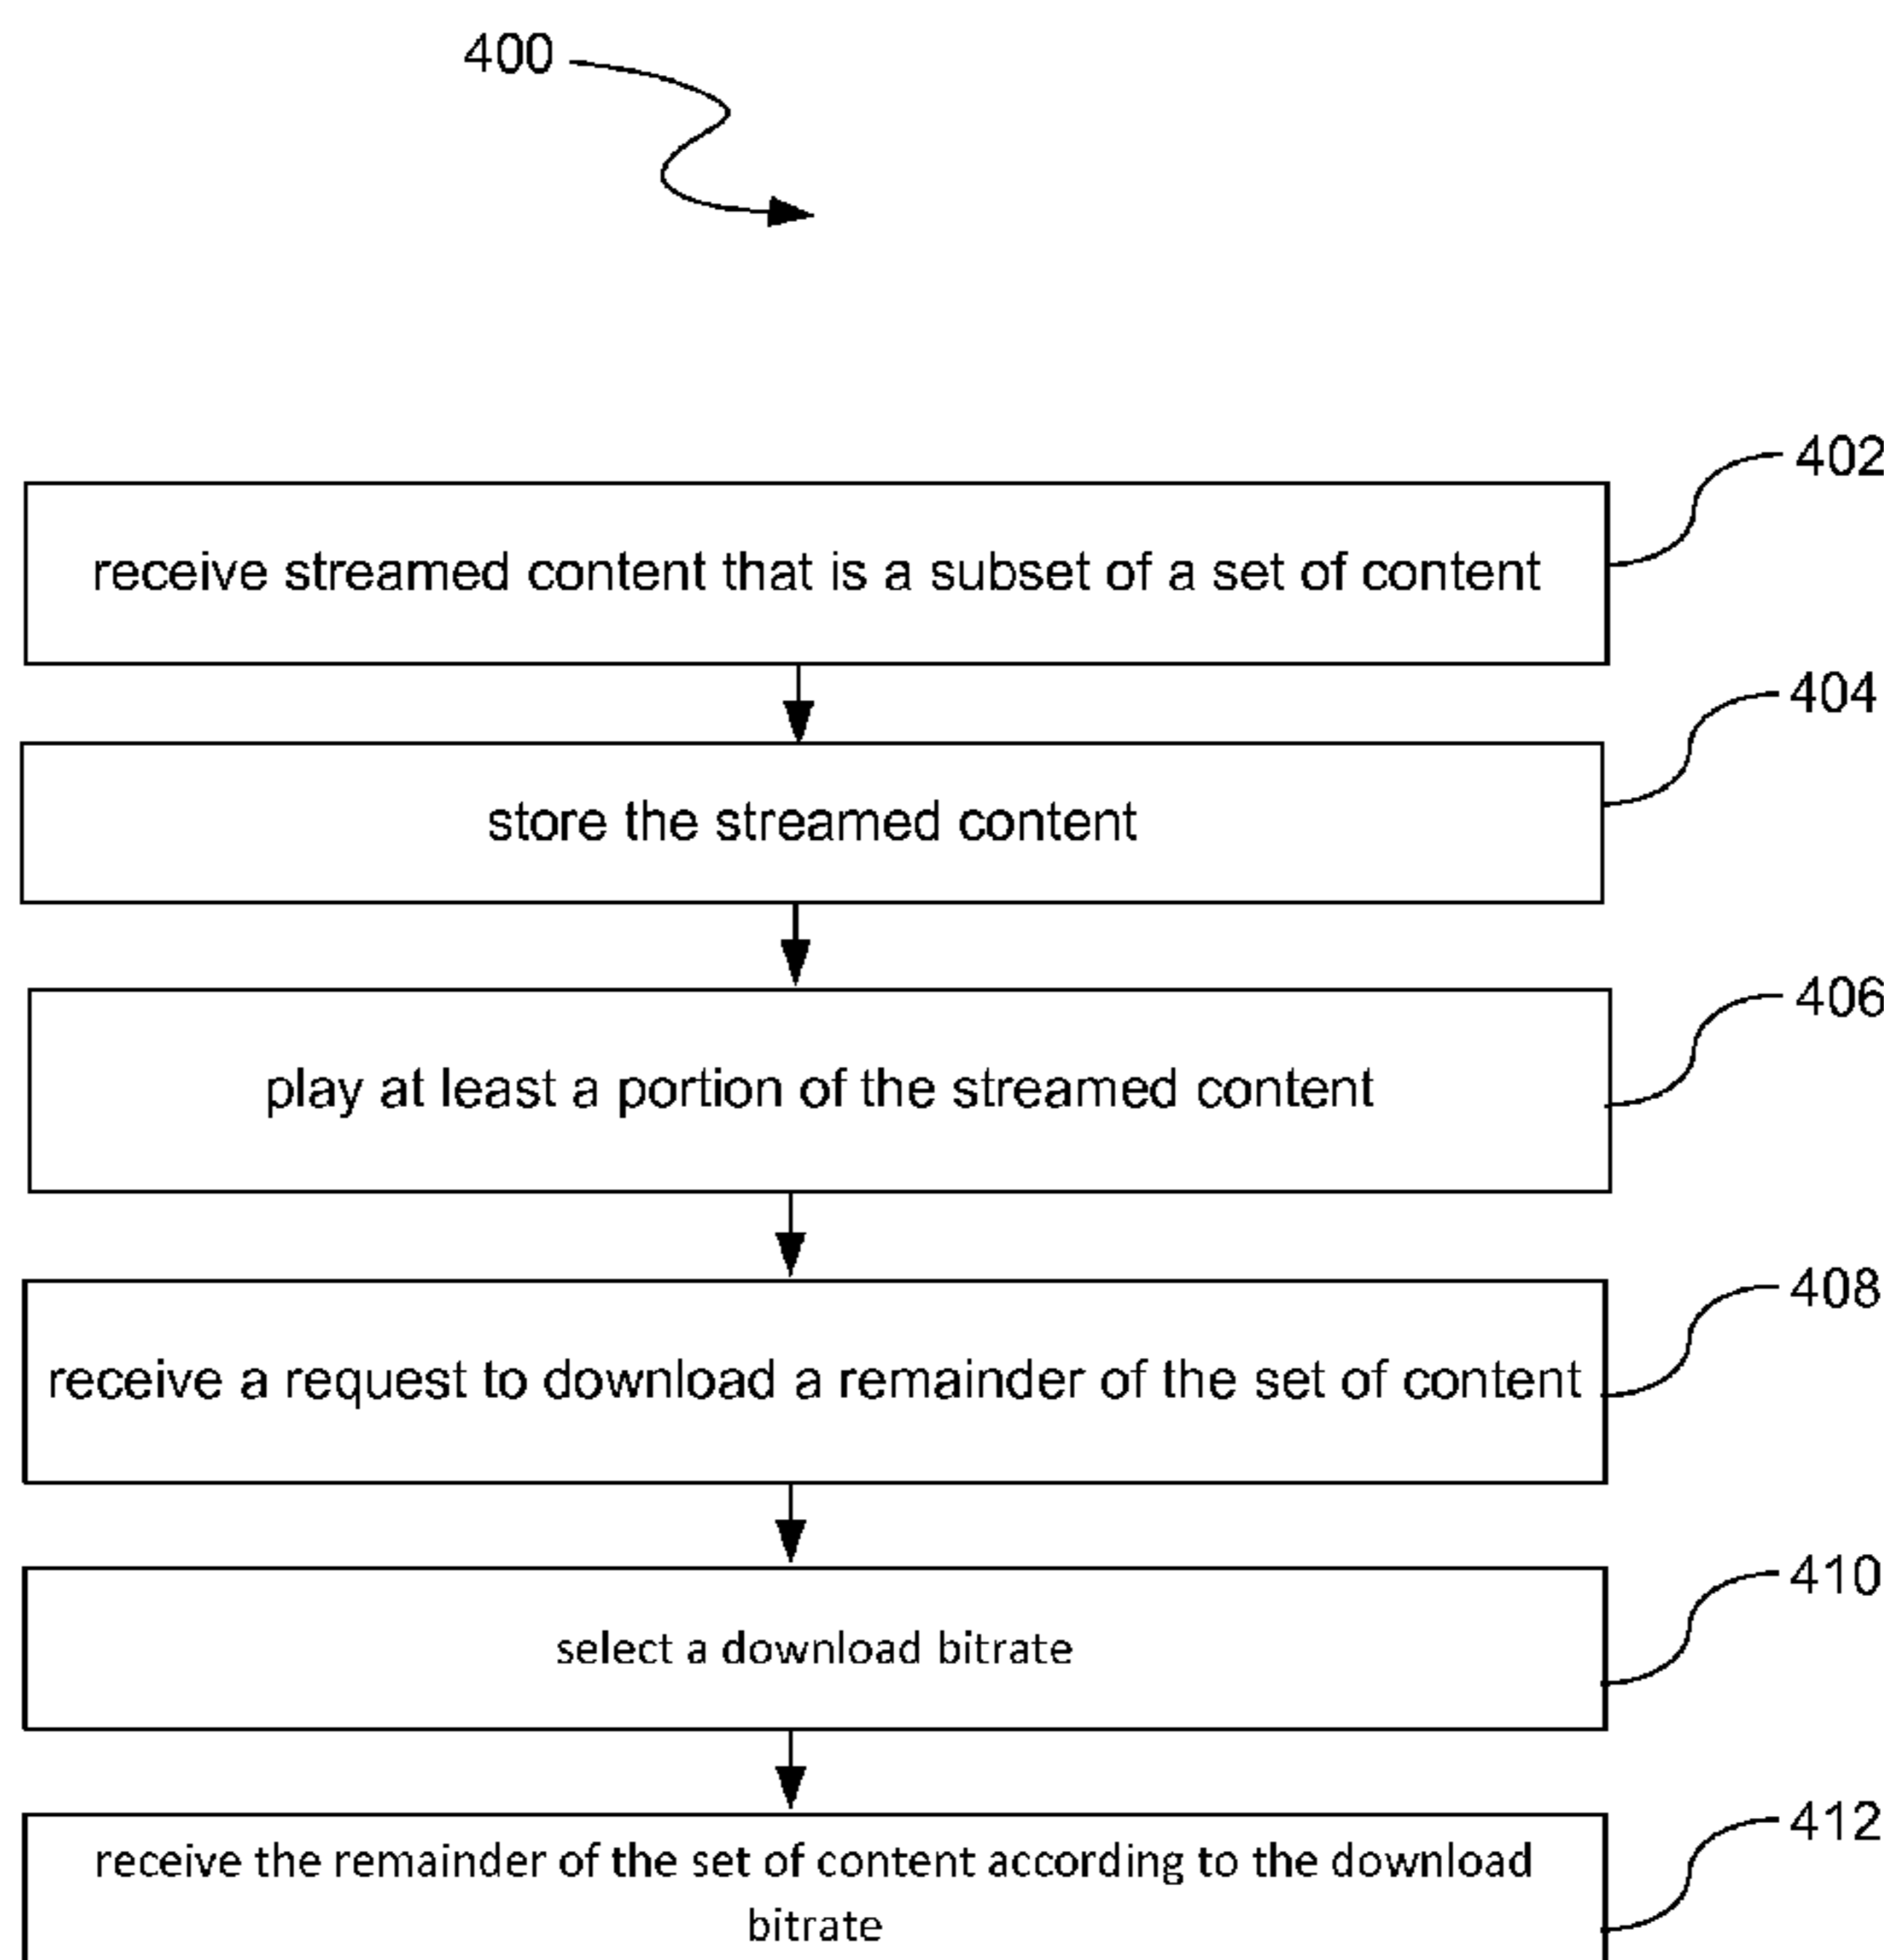 400
402
receive streamed content that is a subset of a set of content
404
store the streamed content
406
play at least a portion of the streamed content
408
receive a request to download a remainder of the set of content
410
select a download bitrate
412
receive the remainder of the set of content according to the download
bitrate